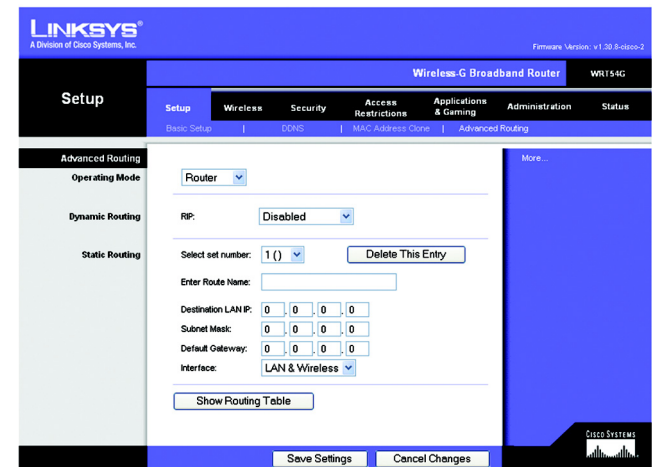 LINKSYS®
A Division of Cisco Systems, Inc.
Firmware Version: v1.30.8-cisco-2
Wireless-G Broadband Router WRT54G
Setup
Setup Wireless Security Access Restrictions Applications & Gaming Administration Status
Basic Setup | DDNS | MAC Address Clone | Advanced Routing
Advanced Routing
More...
Operating Mode Router
Dynamic Routing RIP: Disabled
Static Routing Select set number: 1 () Delete This Entry
Enter Route Name:
Destination LAN IP: 0 . 0 . 0 . 0
Subnet Mask: 0 . 0 . 0 . 0
Default Gateway: 0 . 0 . 0 . 0
Interface: LAN & Wireless
Show Routing Table
CISCO SYSTEMS
Save Settings Cancel Changes